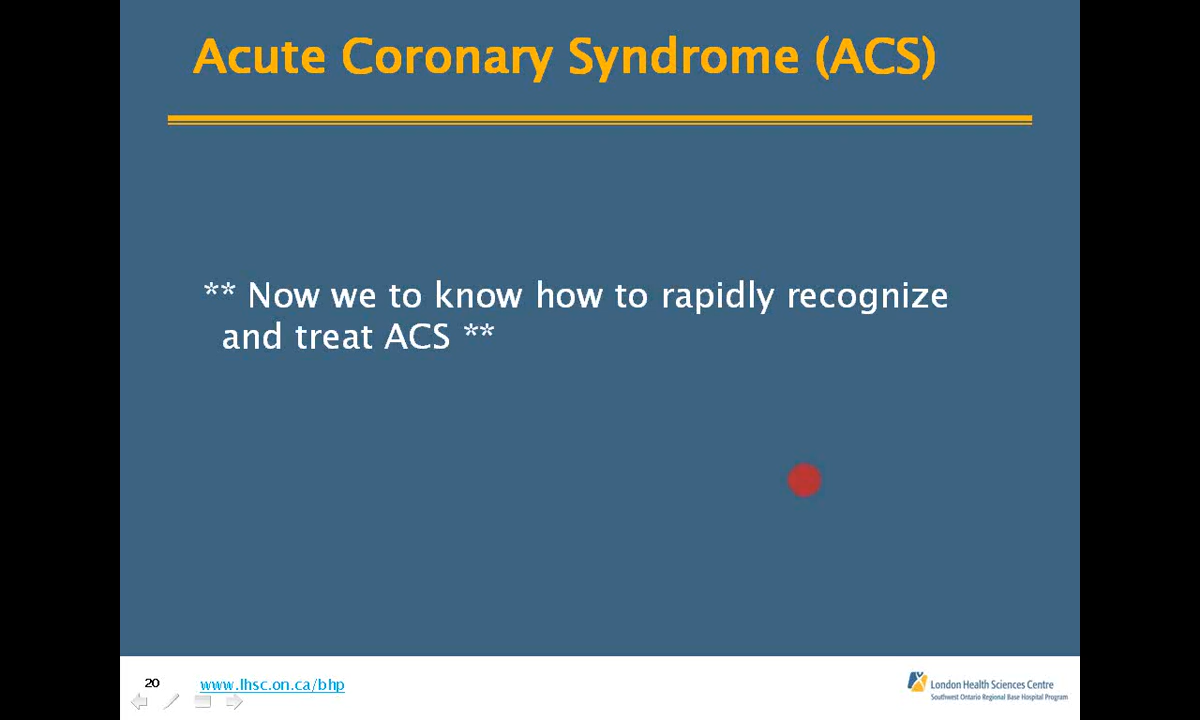 Acute Coronary Syndrome (ACS)
** Now we to know how to rapidly recognize
and treat ACS **
20
www.lhsc.on.ca/bhp
London Health Sciences Centre
Southwest Ontario Regional Base Hospital Program